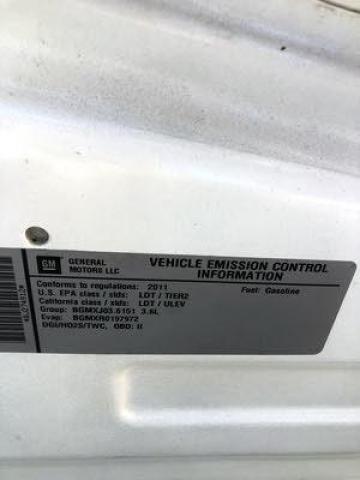 GM
GENERAL MOTORS LLC
VEHICLE EMISSION CONTROL
INFORMATION
Conforms to regulations: 2011 Fuel: Gasoline
U.S. EPA class / stds: LDT / TIER2
California class / stds: LDT / ULEV
Group: BGMXJ03.6151 3.6L
Evap: BGMXR0197972
DGI/HO2S/TWC, OBD: II